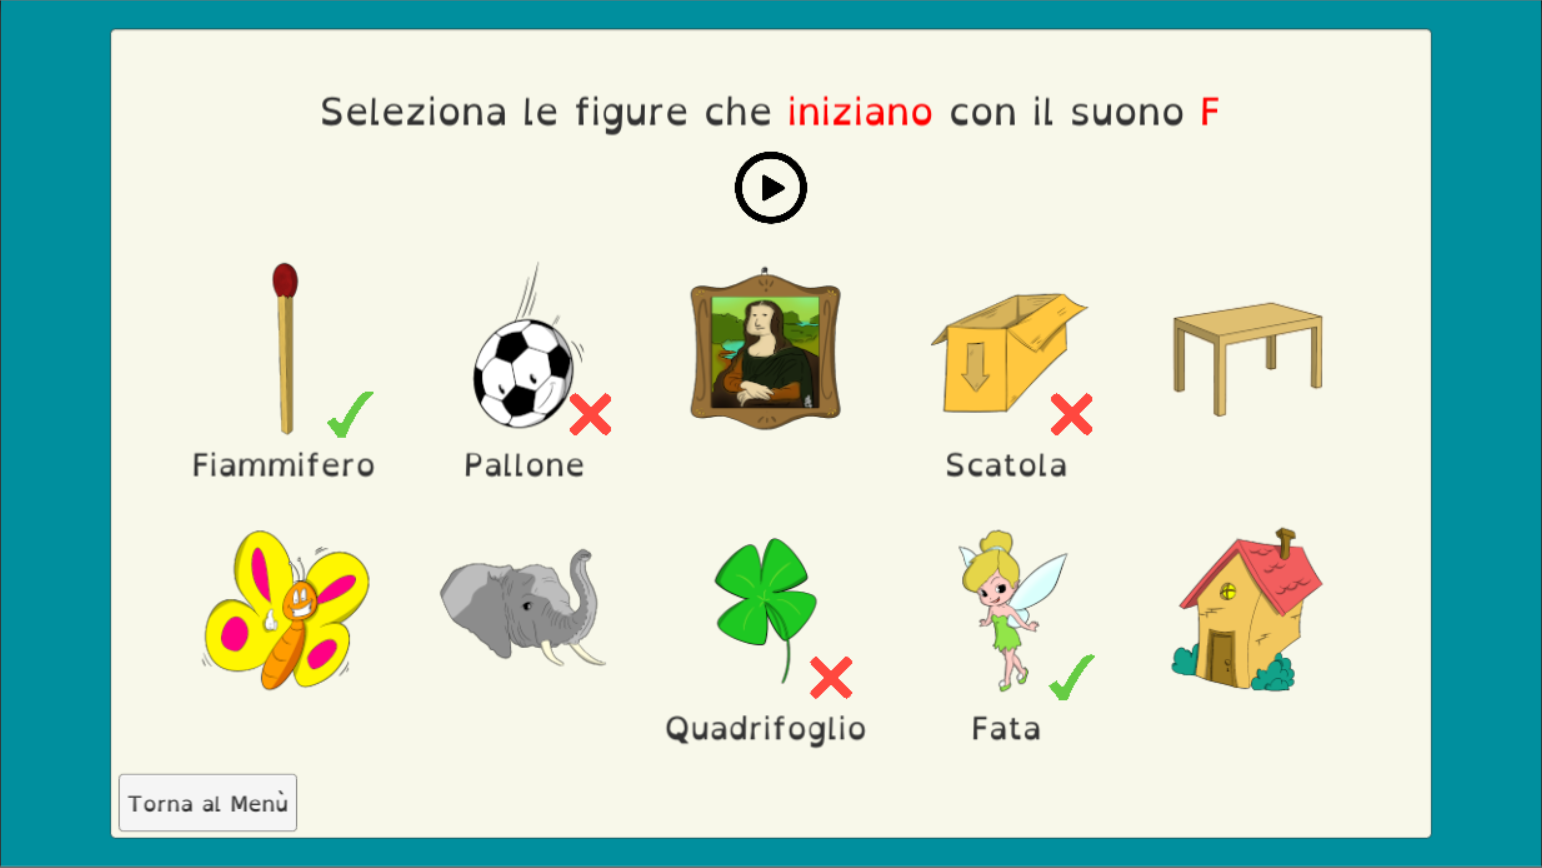 Seleziona le figure che iniziano con il suono F
Fiammifero
Pallone
Scatola
Quadrifoglio
Fata
Torna al Menù